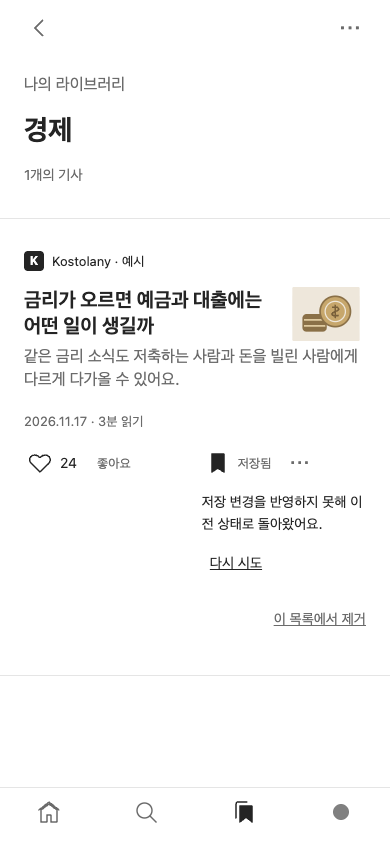 나의 라이브러리
경제
1개의 기사
K Kostolany · 예시
금리가 오르면 예금과 대출에는
어떤 일이 생길까
같은 금리 소식도 저축하는 사람과 돈을 빌린 사람에게
다르게 다가올 수 있어요.
2026.11.17 · 3분 읽기
24 좋아요 저장됨
저장 변경을 반영하지 못해 이
전 상태로 돌아왔어요.
다시 시도
이 목록에서 제거